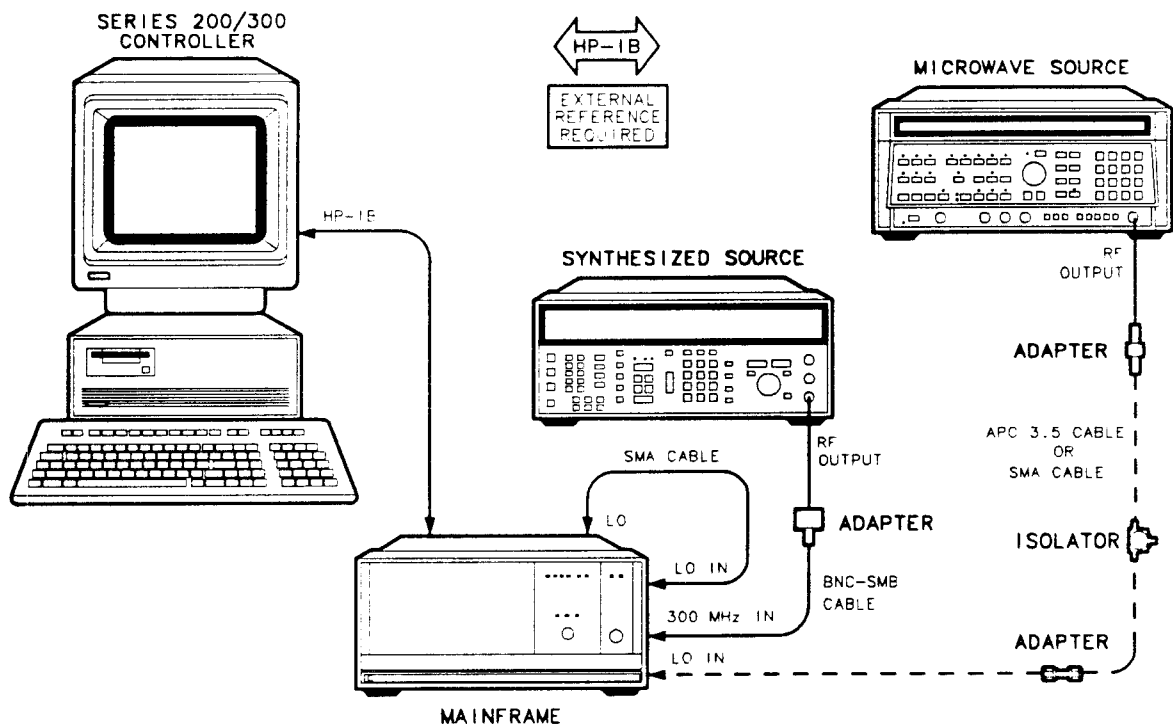 SERIES 200/300
CONTROLLER
HP-IB
EXTERNAL
REFERENCE
REQUIRED
MICROWAVE SOURCE
HP-IB
SYNTHESIZED SOURCE
RF
OUTPUT
ADAPTER
APC 3.5 CABLE
OR
SMA CABLE
SMA CABLE
RF
OUTPUT
LO
ADAPTER
ISOLATOR
LO IN
BNC-SMB
CABLE
300 MHz IN
ADAPTER
LO IN
MAINFRAME